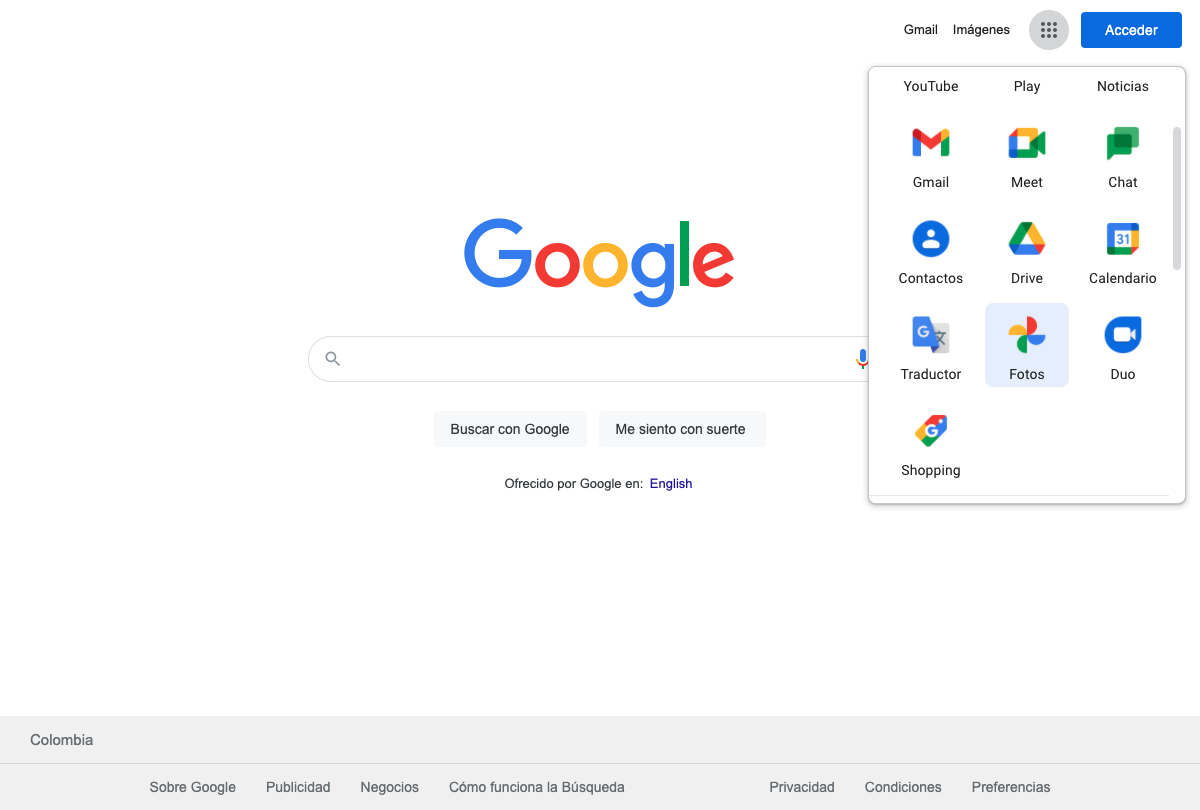 Gmail Imágenes Acceder
YouTube Play Noticias
Gmail Meet Chat
Contactos Drive Calendario
31
Traductor Fotos Duo
Shopping
Google
Buscar con Google Me siento con suerte
Ofrecido por Google en: English
Colombia
Sobre Google Publicidad Negocios Cómo funciona la Búsqueda Privacidad Condiciones Preferencias